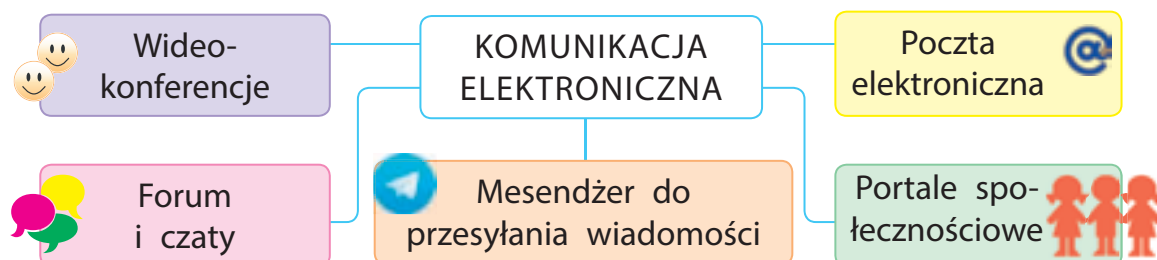 Wideo-
konferencje
KOMUNIKACJA
ELEKTRONICZNA
Poczta
elektroniczna
@
Forum
i czaty
Mesendżer do
przesyłania wiadomości
Portale spo-
łecznościowe